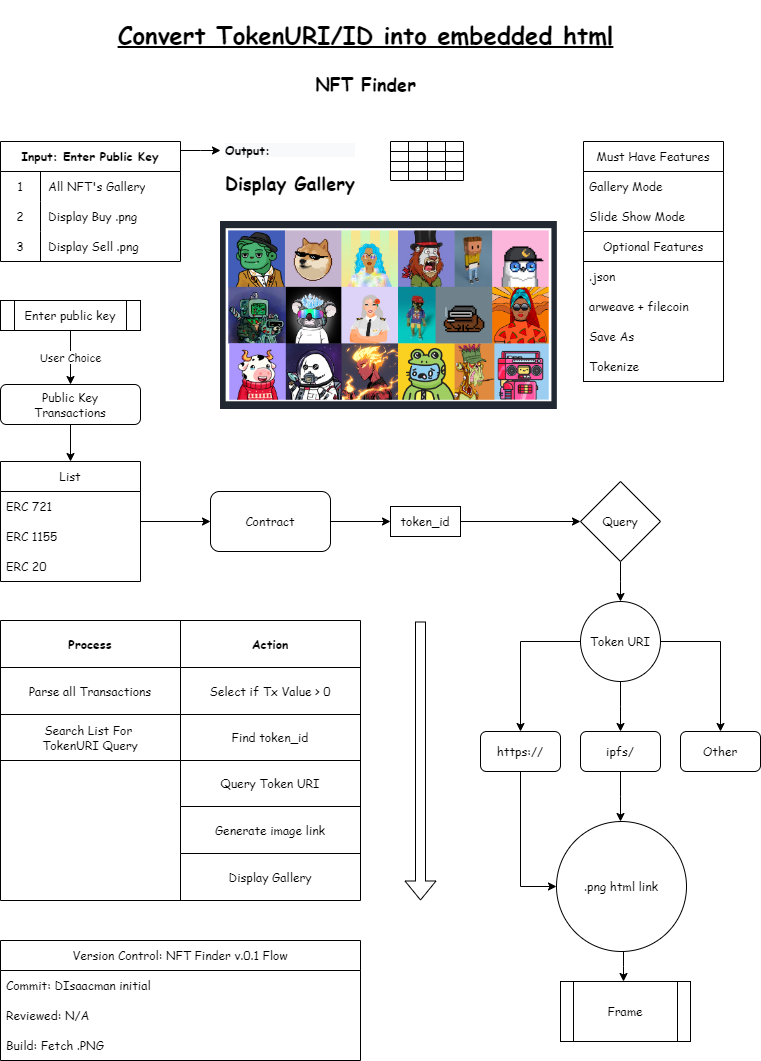 Convert TokenURI/ID into embedded html
NFT Finder
Input: Enter Public Key
1 All NFT's Gallery
2 Display Buy .png
3 Display Sell .png
Output:
Display Gallery
Must Have Features
Gallery Mode
Slide Show Mode
Optional Features
.json
arweave + filecoin
Save As
Tokenize
Enter public key
User Choice
Public Key
Transactions
List
ERC 721
ERC 1155
ERC 20
Contract
token_id
Query
Token URI
https://
ipfs/
Other
.png html link
Frame
Process Action
Parse all Transactions Select if Tx Value > 0
Search List For
TokenURI Query
Find token_id
Query Token URI
Generate image link
Display Gallery
Version Control: NFT Finder v.0.1 Flow
Commit: DIsaacman initial
Reviewed: N/A
Build: Fetch .PNG